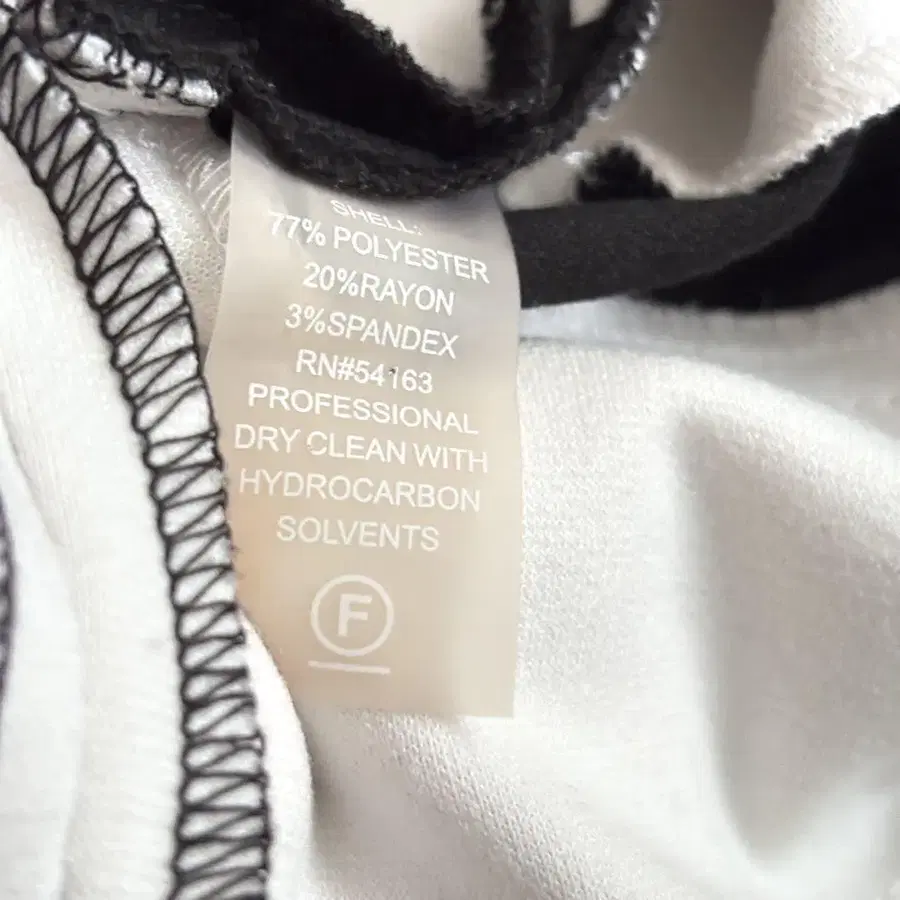 SHELL:
77% POLYESTER
20%RAYON
3%SPANDEX
RN#54163
PROFESSIONAL
DRY CLEAN WITH
HYDROCARBON
SOLVENTS
F